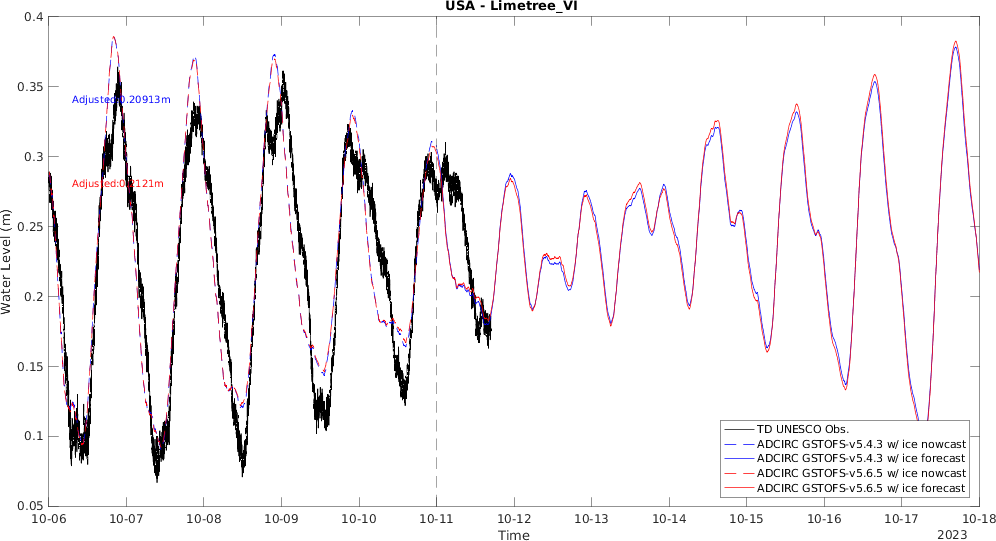 USA - Limetree_VI
0.4
0.35
0.3
0.25
0.2
0.15
0.1
0.05
Water Level (m)
Adjusted:0.20913m
Adjusted:0.2121m
TD UNESCO Obs.
ADCIRC GSTOFS-v5.4.3 w/ ice nowcast
ADCIRC GSTOFS-v5.4.3 w/ ice forecast
ADCIRC GSTOFS-v5.6.5 w/ ice nowcast
ADCIRC GSTOFS-v5.6.5 w/ ice forecast
10-06 10-07 10-08 10-09 10-10 10-11 10-12 10-13 10-14 10-15 10-16 10-17 10-18
Time
2023